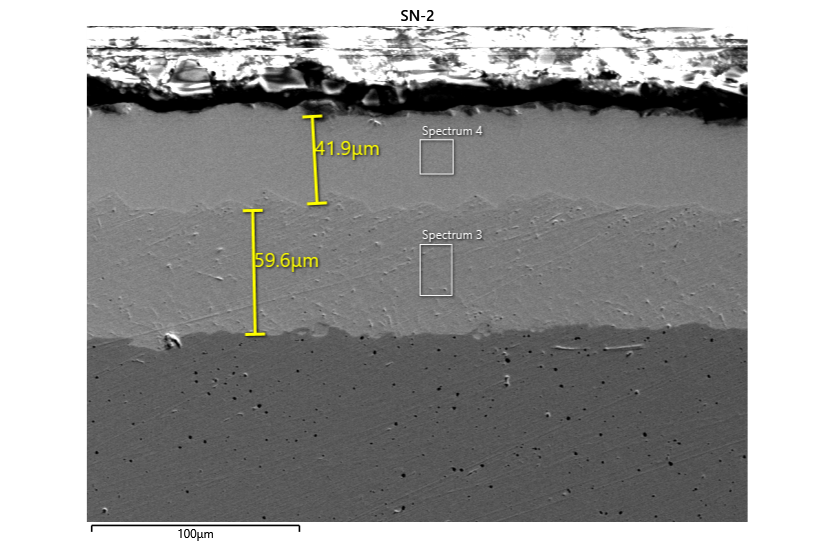 SN-2
Spectrum 4
41.9µm
Spectrum 3
59.6µm
100µm